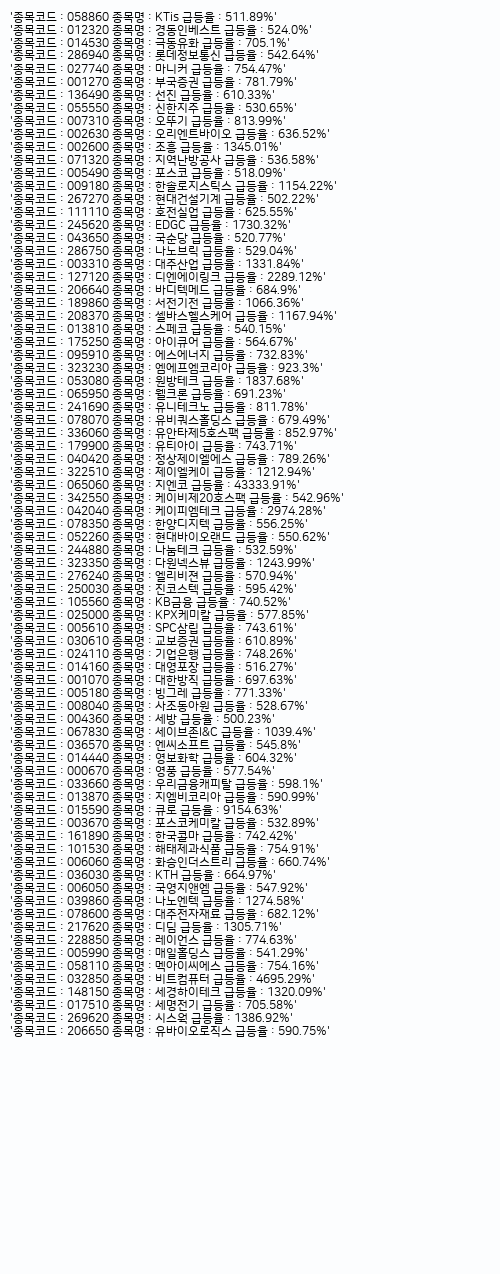 '종목코드 : 058860 종목명 : KTis 급등율 : 511.89%'
'종목코드 : 012320 종목명 : 경동인베스트 급등율 : 524.0%'
'종목코드 : 014530 종목명 : 극동유화 급등율 : 705.1%'
'종목코드 : 286940 종목명 : 롯데정보통신 급등율 : 542.64%'
'종목코드 : 027740 종목명 : 마니커 급등율 : 754.47%'
'종목코드 : 001270 종목명 : 부국증권 급등율 : 781.79%'
'종목코드 : 136490 종목명 : 선진 급등율 : 610.33%'
'종목코드 : 055550 종목명 : 신한지주 급등율 : 530.65%'
'종목코드 : 007310 종목명 : 오뚜기 급등율 : 813.99%'
'종목코드 : 002630 종목명 : 오리엔트바이오 급등율 : 636.52%'
'종목코드 : 002600 종목명 : 조흥 급등율 : 1345.01%'
'종목코드 : 071320 종목명 : 지역난방공사 급등율 : 536.58%'
'종목코드 : 005490 종목명 : 포스코 급등율 : 518.09%'
'종목코드 : 009180 종목명 : 한솔로지스틱스 급등율 : 1154.22%'
'종목코드 : 267270 종목명 : 현대건설기계 급등율 : 502.22%'
'종목코드 : 111110 종목명 : 호전실업 급등율 : 625.55%'
'종목코드 : 245620 종목명 : EDGC 급등율 : 1730.32%'
'종목코드 : 043650 종목명 : 국순당 급등율 : 520.77%'
'종목코드 : 286750 종목명 : 나노브릭 급등율 : 529.04%'
'종목코드 : 003310 종목명 : 대주산업 급등율 : 1331.84%'
'종목코드 : 127120 종목명 : 디엔에이링크 급등율 : 2289.12%'
'종목코드 : 206640 종목명 : 바디텍메드 급등율 : 684.9%'
'종목코드 : 189860 종목명 : 서전기전 급등율 : 1066.36%'
'종목코드 : 208370 종목명 : 셀바스헬스케어 급등율 : 1167.94%'
'종목코드 : 013810 종목명 : 스페코 급등율 : 540.15%'
'종목코드 : 175250 종목명 : 아이큐어 급등율 : 564.67%'
'종목코드 : 095910 종목명 : 에스에너지 급등율 : 732.83%'
'종목코드 : 323230 종목명 : 엠에프엠코리아 급등율 : 923.3%'
'종목코드 : 053080 종목명 : 원방테크 급등율 : 1837.68%'
'종목코드 : 065950 종목명 : 웰크론 급등율 : 691.23%'
'종목코드 : 241690 종목명 : 유니테크노 급등율 : 811.78%'
'종목코드 : 078070 종목명 : 유비쿼스홀딩스 급등율 : 679.49%'
'종목코드 : 336060 종목명 : 유안타제5호스팩 급등율 : 852.97%'
'종목코드 : 179900 종목명 : 유티아이 급등율 : 743.71%'
'종목코드 : 040420 종목명 : 정상제이엘에스 급등율 : 789.26%'
'종목코드 : 322510 종목명 : 제이엘케이 급등율 : 1212.94%'
'종목코드 : 065060 종목명 : 지엔코 급등율 : 43333.91%'
'종목코드 : 342550 종목명 : 케이비제20호스팩 급등율 : 542.96%'
'종목코드 : 042040 종목명 : 케이피엠테크 급등율 : 2974.28%'
'종목코드 : 078350 종목명 : 한양디지텍 급등율 : 556.25%'
'종목코드 : 052260 종목명 : 현대바이오랜드 급등율 : 550.62%'
'종목코드 : 244880 종목명 : 나눔테크 급등율 : 532.59%'
'종목코드 : 323350 종목명 : 다원넥스뷰 급등율 : 1243.99%'
'종목코드 : 276240 종목명 : 엘리비젼 급등율 : 570.94%'
'종목코드 : 250030 종목명 : 진코스텍 급등율 : 595.42%'
'종목코드 : 105560 종목명 : KB금융 급등율 : 740.52%'
'종목코드 : 025000 종목명 : KPX케미칼 급등율 : 577.85%'
'종목코드 : 005610 종목명 : SPC삼립 급등율 : 743.61%'
'종목코드 : 030610 종목명 : 교보증권 급등율 : 610.89%'
'종목코드 : 024110 종목명 : 기업은행 급등율 : 748.26%'
'종목코드 : 014160 종목명 : 대영포장 급등율 : 516.27%'
'종목코드 : 001070 종목명 : 대한방직 급등율 : 697.63%'
'종목코드 : 005180 종목명 : 빙그레 급등율 : 771.33%'
'종목코드 : 008040 종목명 : 사조동아원 급등율 : 528.67%'
'종목코드 : 004360 종목명 : 세방 급등율 : 500.23%'
'종목코드 : 067830 종목명 : 세이브존I&C 급등율 : 1039.4%'
'종목코드 : 036570 종목명 : 엔씨소프트 급등율 : 545.8%'
'종목코드 : 014440 종목명 : 영보화학 급등율 : 604.32%'
'종목코드 : 000670 종목명 : 영풍 급등율 : 577.54%'
'종목코드 : 033660 종목명 : 우리금융캐피탈 급등율 : 598.1%'
'종목코드 : 013870 종목명 : 지엠비코리아 급등율 : 590.99%'
'종목코드 : 015590 종목명 : 큐로 급등율 : 9154.63%'
'종목코드 : 003670 종목명 : 포스코케미칼 급등율 : 532.89%'
'종목코드 : 161890 종목명 : 한국콜마 급등율 : 742.42%'
'종목코드 : 101530 종목명 : 해태제과식품 급등율 : 754.91%'
'종목코드 : 006060 종목명 : 화승인더스트리 급등율 : 660.74%'
'종목코드 : 036030 종목명 : KTH 급등율 : 664.97%'
'종목코드 : 006050 종목명 : 국영지앤엠 급등율 : 547.92%'
'종목코드 : 039860 종목명 : 나노엔텍 급등율 : 1274.58%'
'종목코드 : 078600 종목명 : 대주전자재료 급등율 : 682.12%'
'종목코드 : 217620 종목명 : 디딤 급등율 : 1305.71%'
'종목코드 : 228850 종목명 : 레이언스 급등율 : 774.63%'
'종목코드 : 005990 종목명 : 매일홀딩스 급등율 : 541.29%'
'종목코드 : 058110 종목명 : 멕아이씨에스 급등율 : 754.16%'
'종목코드 : 032850 종목명 : 비트컴퓨터 급등율 : 4695.29%'
'종목코드 : 148150 종목명 : 세경하이테크 급등율 : 1320.09%'
'종목코드 : 017510 종목명 : 세명전기 급등율 : 705.58%'
'종목코드 : 269620 종목명 : 시스웍 급등율 : 1386.92%'
'종목코드 : 206650 종목명 : 유바이오로직스 급등율 : 590.75%'